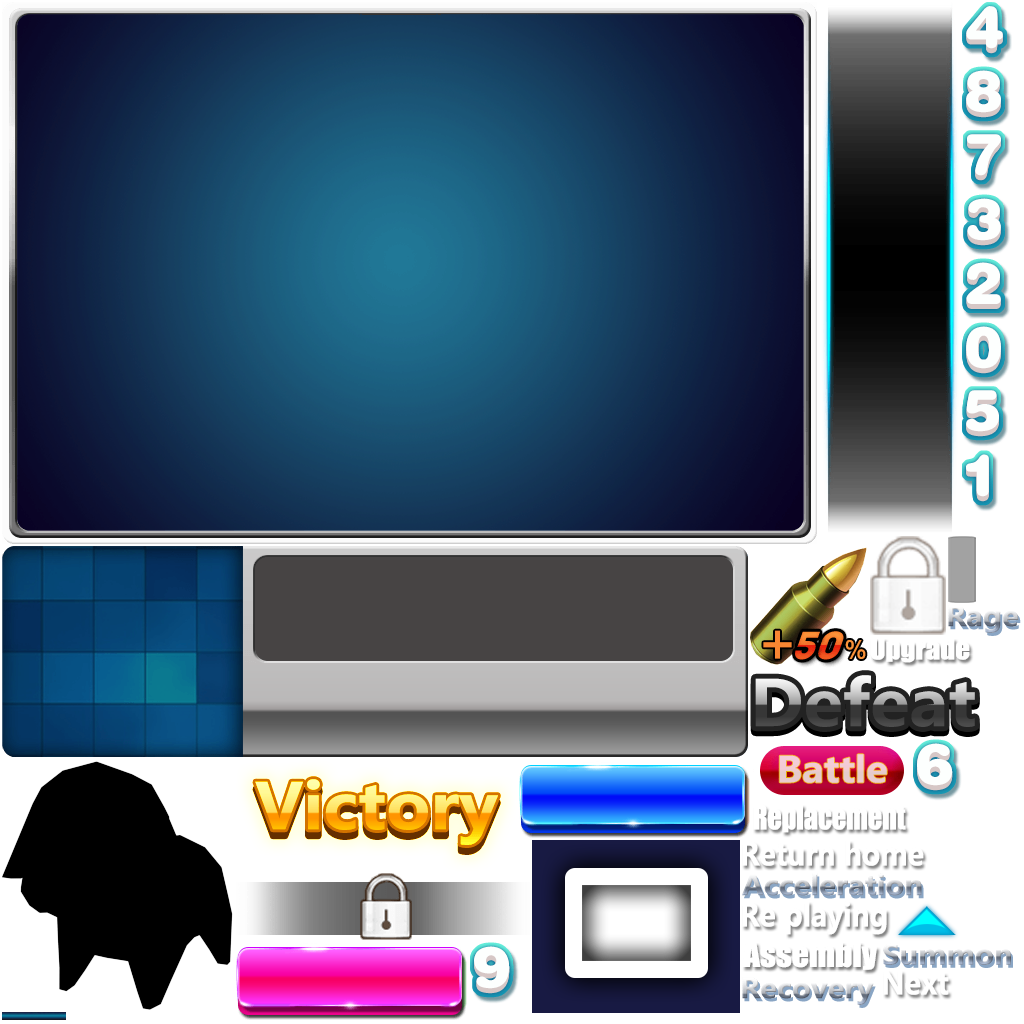 4
8
7
3
2
0
5
1
Rage
+50%
Upgrade
Defeat
Battle
6
Victory
Replacement
Return home
Acceleration
Re playing
Assembly
Summon
9
Recovery
Next